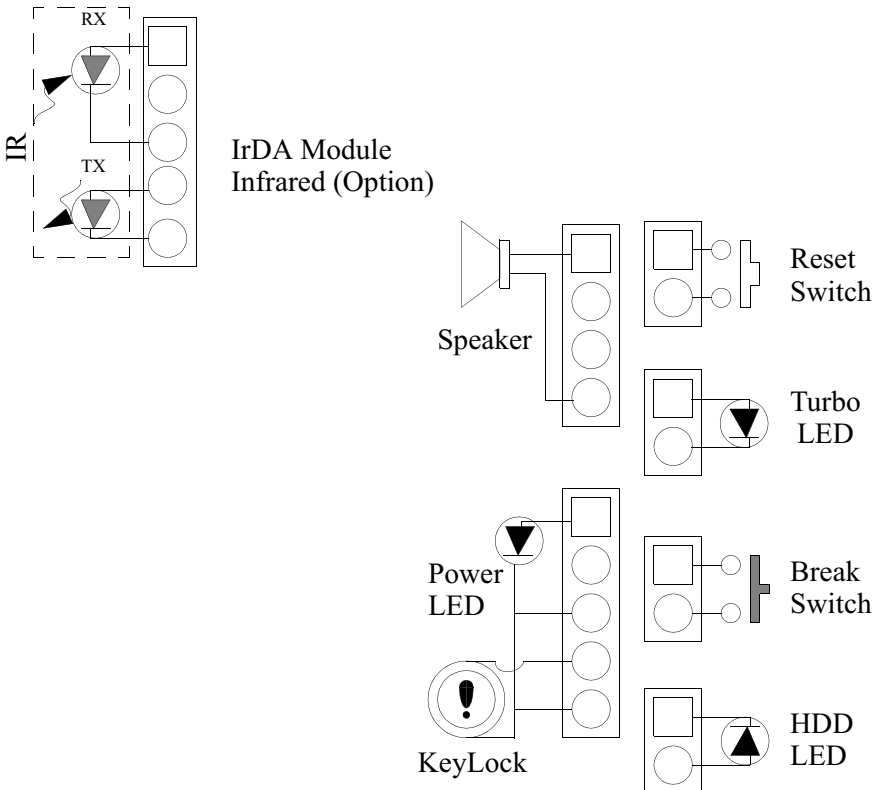 RX
IR
TX
IrDA Module
Infrared (Option)
Speaker
Reset
Switch
Turbo
LED
Power
LED
Break
Switch
KeyLock
HDD
LED